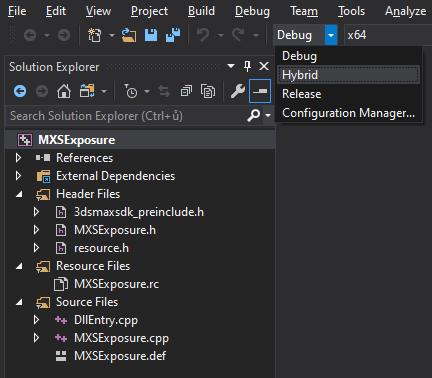 File Edit View Project Build Debug Team Tools Analyze
Debug x64
Debug
Hybrid
Release
Configuration Manager...
Solution Explorer
Search Solution Explorer (Ctrl+ů)
MXSExposure
References
External Dependencies
Header Files
3dsmaxsdk_preinclude.h
MXSExposure.h
resource.h
Resource Files
MXSExposure.rc
Source Files
DllEntry.cpp
MXSExposure.cpp
MXSExposure.def